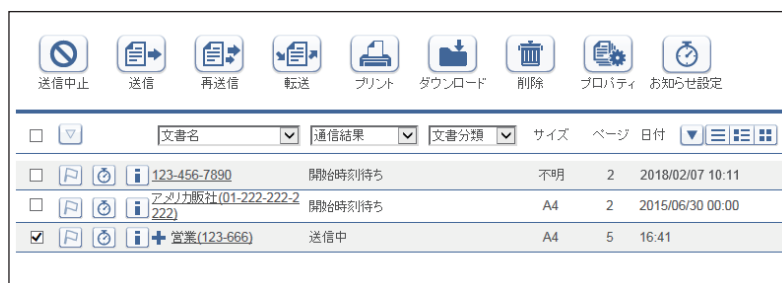 送信中止 送信 再送信 転送 プリント ダウンロード 削除 プロパティ お知らせ設定
文書名 通信結果 文書分類 サイズ ページ 日付
123-456-7890 開始時刻待ち 不明 2 2018/02/07 10:11
アメリカ販社(01-222-222-2
222) 開始時刻待ち A4 2 2015/06/30 00:00
営業(123-666) 送信中 A4 5 16:41